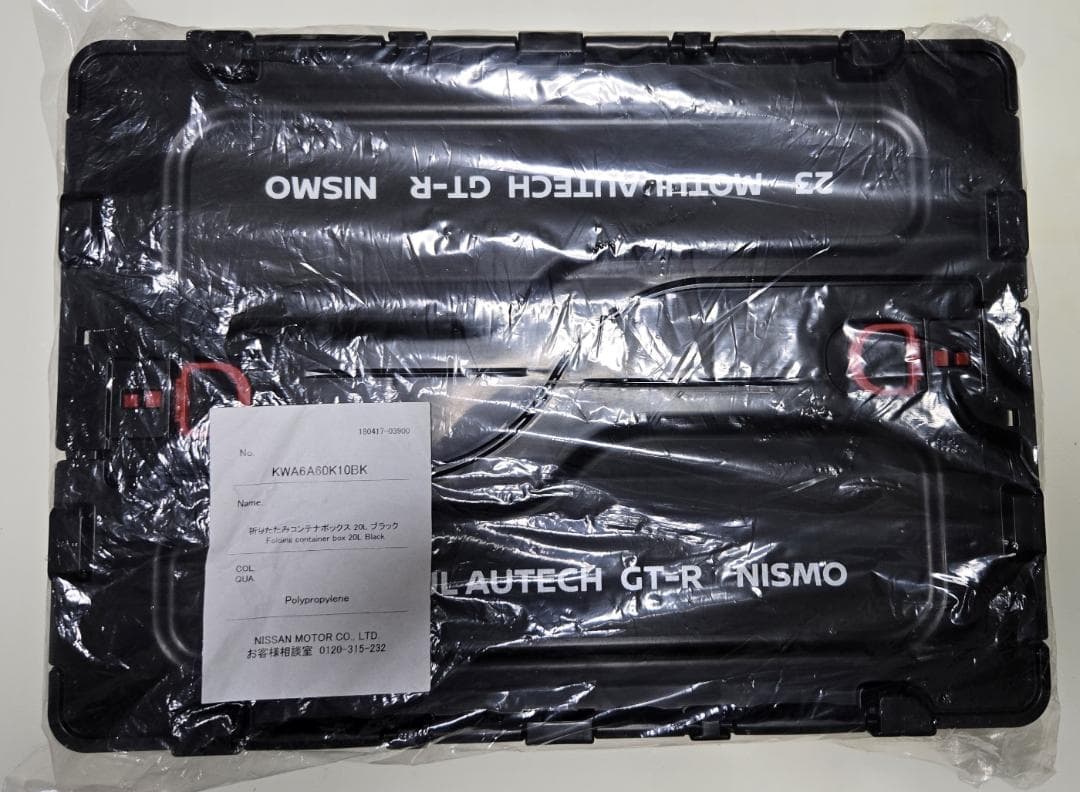 23 MOTUL AUTECH GT-R NISMO
180417-03900
No.
KWA6A60K10BK
Name.
折りたたみコンテナボックス 20L ブラック
Folding container box 20L Black
COL
QUA
Polypropylene
NISSAN MOTOR CO., LTD.
お客様相談室 0120-315-232
UL AUTECH GT-R NISMO